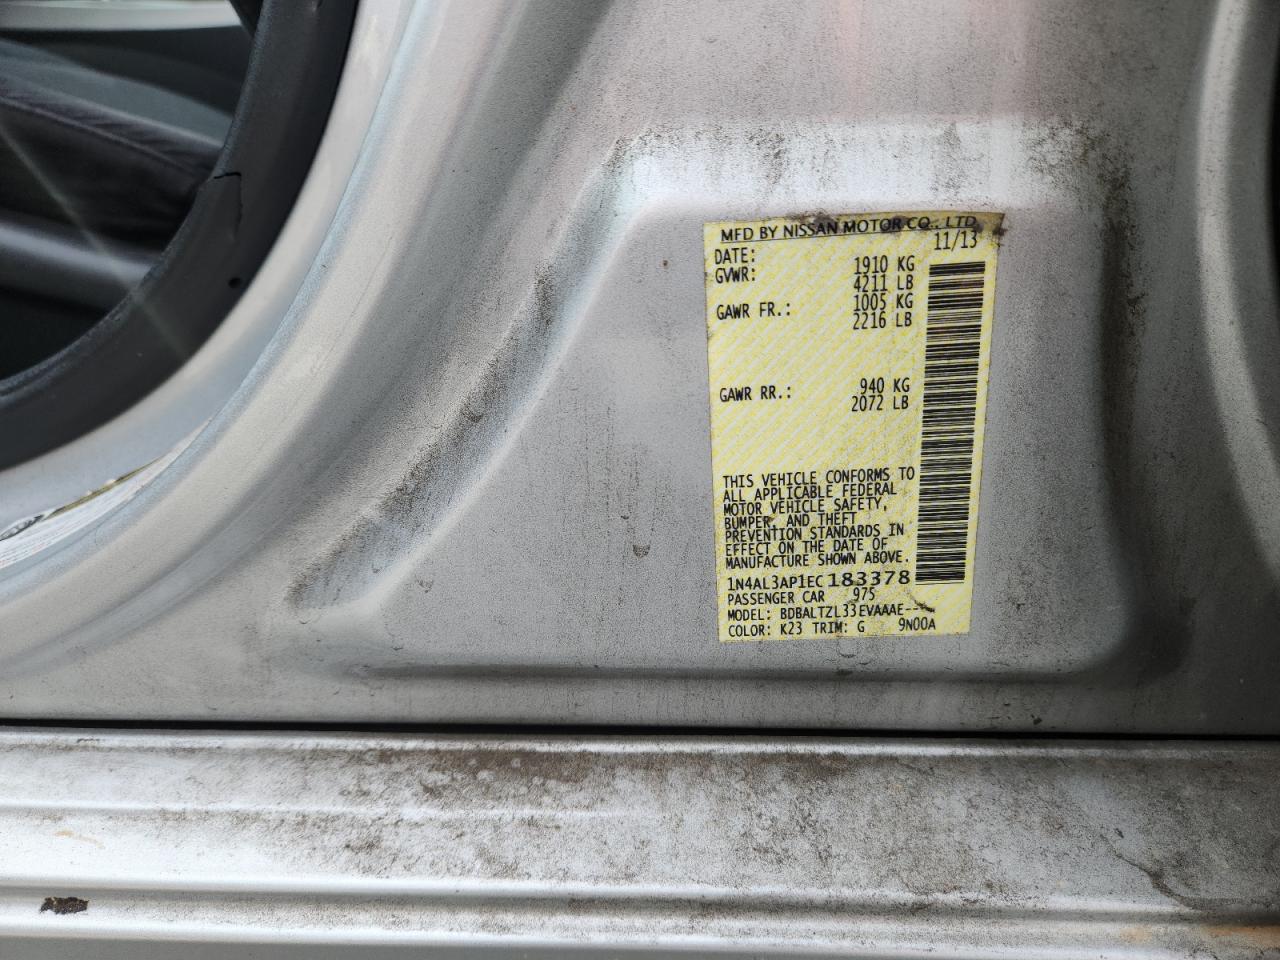 MFD BY NISSAN MOTOR CO., LTD
DATE: 11/13
GVWR: 1910 KG
4211 LB
GAWR FR.: 1005 KG
2216 LB
GAWR RR.: 940 KG
2072 LB
THIS VEHICLE CONFORMS TO
ALL APPLICABLE FEDERAL
MOTOR VEHICLE SAFETY,
BUMPER, AND THEFT
PREVENTION STANDARDS IN
EFFECT ON THE DATE OF
MANUFACTURE SHOWN ABOVE.
1N4AL3AP1EC183378
PASSENGER CAR 975
MODEL: BDBALTZL33EVAAAE----
COLOR: K23 TRIM: G 9N00A